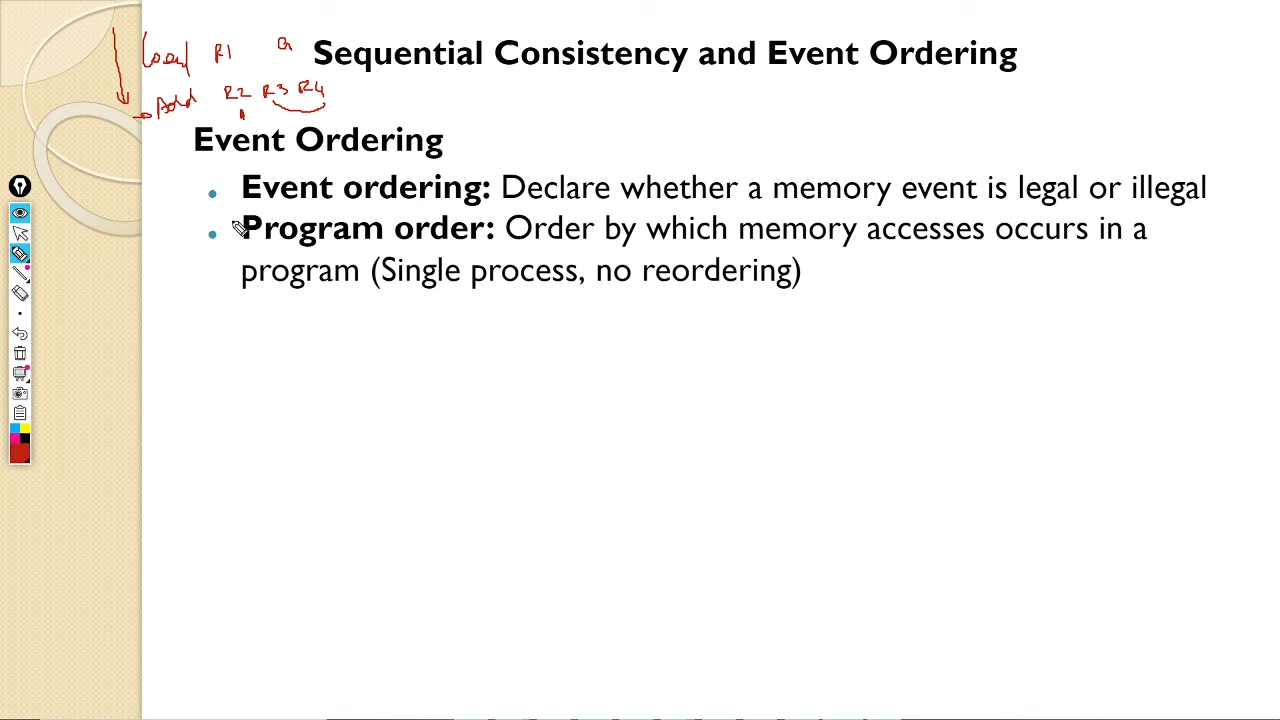 Load R1 a
Sequential Consistency and Event Ordering
Add R2 R3 R4
Event Ordering
• Event ordering: Declare whether a memory event is legal or illegal
• Program order: Order by which memory accesses occurs in a
program (Single process, no reordering)